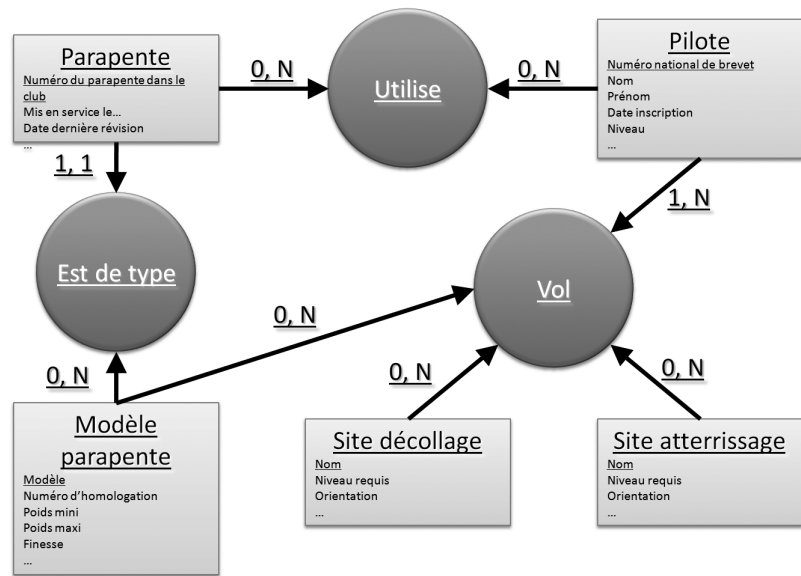 Parapente
Numéro du parapente dans le
club
Mis en service le...
Date dernière révision
...
0, N
Utilise
0, N
Pilote
Numéro national de brevet
Nom
Prénom
Date inscription
Niveau
...
1, 1
1, N
Est de type
Vol
0, N
0, N
0, N
0, N
Modèle
parapente
Modèle
Numéro d'homologation
Poids mini
Poids maxi
Finesse
...
Site décollage
Nom
Niveau requis
Orientation
...
Site atterrissage
Nom
Niveau requis
Orientation
...